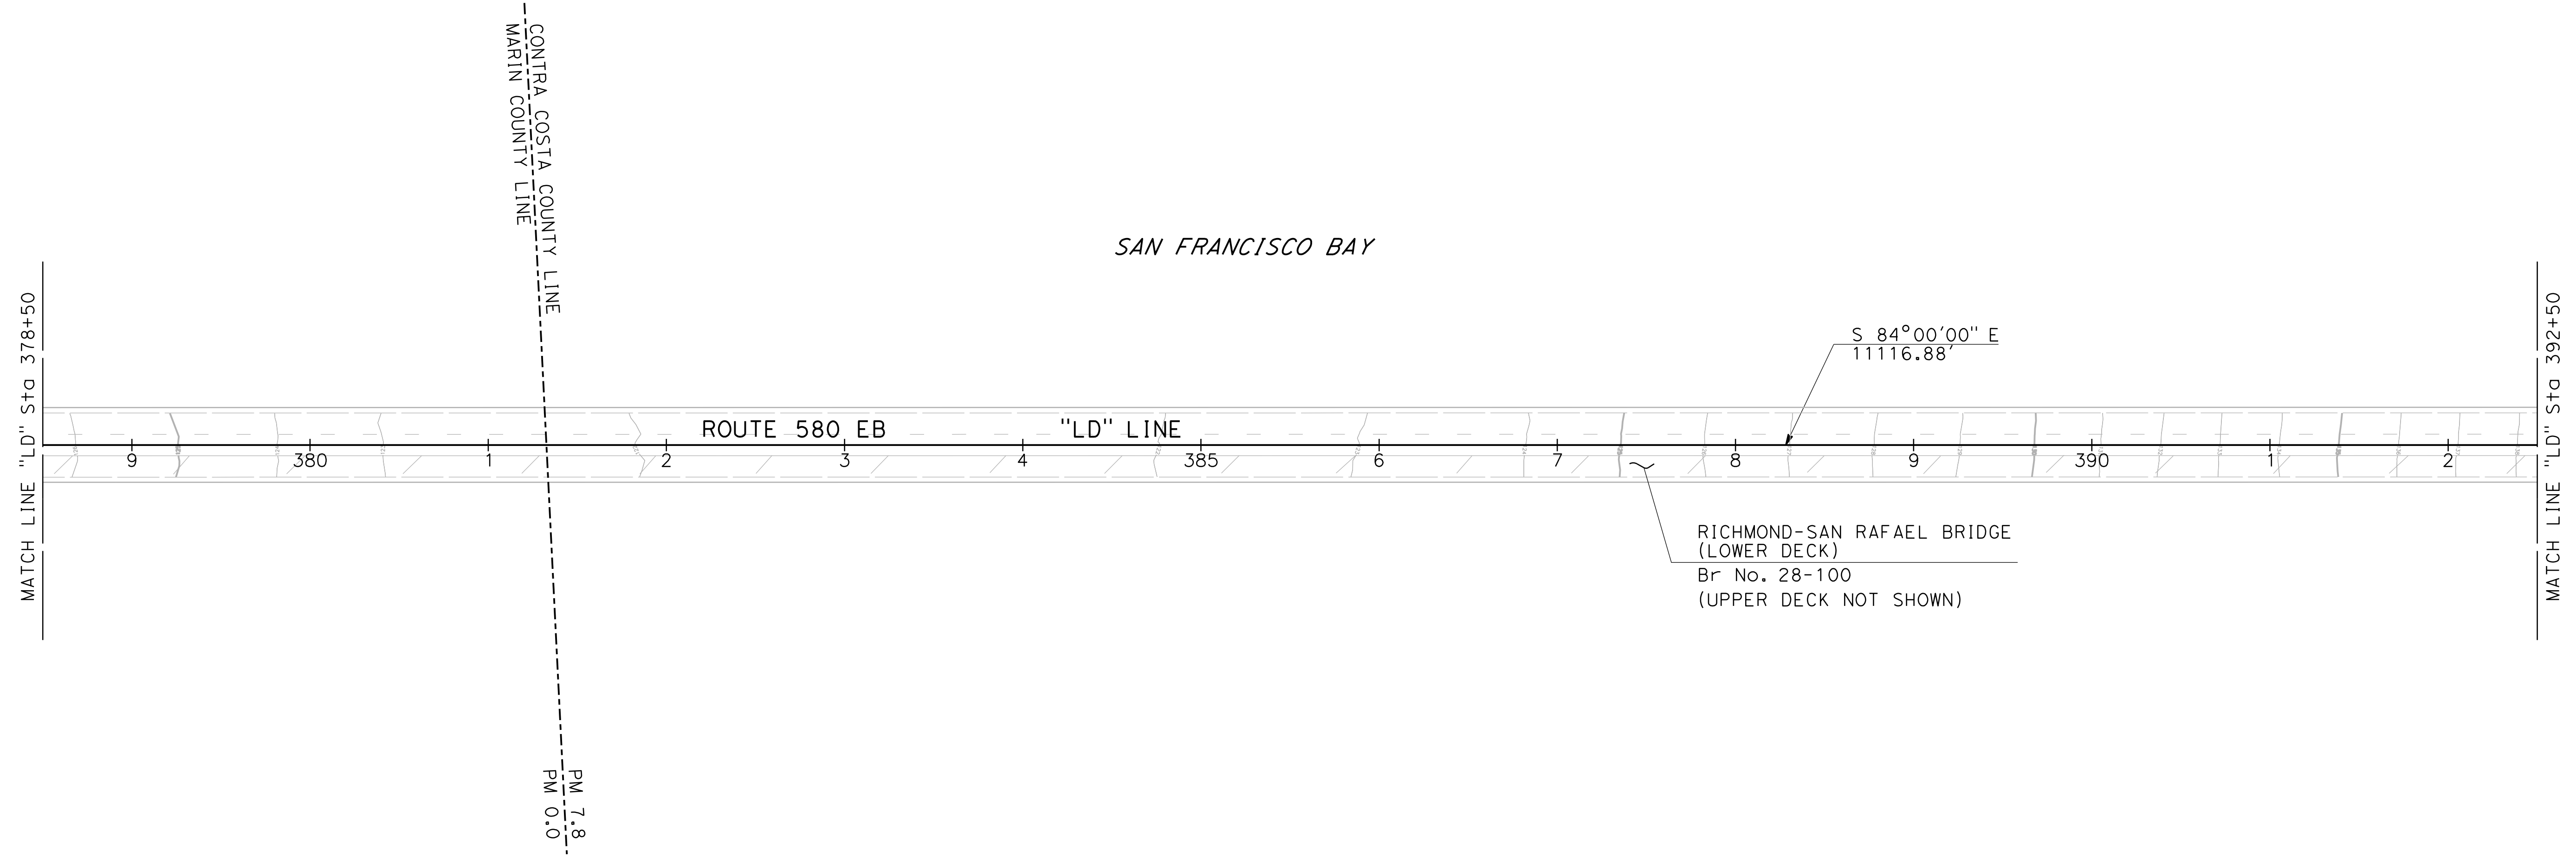 CONTRA COSTA COUNTY LINE
MARIN COUNTY LINE
SAN FRANCISCO BAY
MATCH LINE "LD" Sta 378+50
S 84°00'00" E
11116.88'
MATCH LINE "LD" Sta 392+50
ROUTE 580 EB "LD" LINE
9 380 1 2 3 4 385 6 7 8 9 390 1 2
RICHMOND-SAN RAFAEL BRIDGE
(LOWER DECK)
Br No. 28-100
(UPPER DECK NOT SHOWN)
PM 7.8
PM 0.0